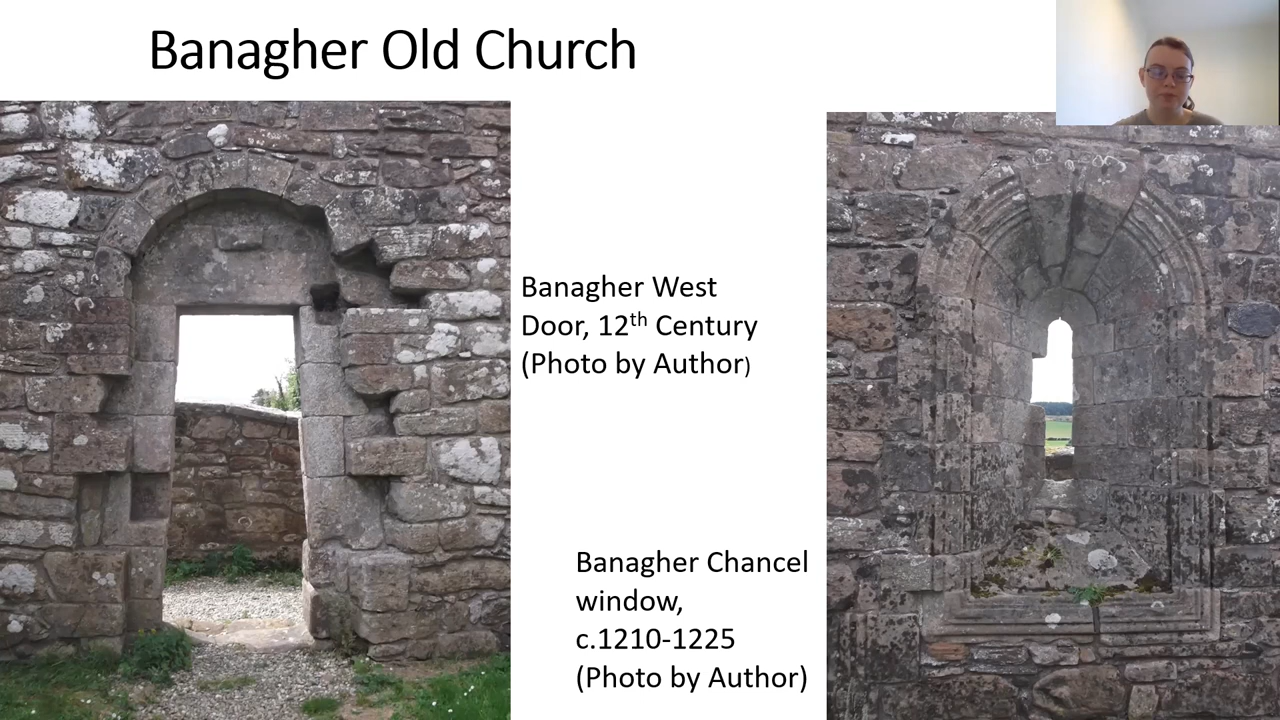 Banagher Old Church
Banagher West
Door, 12th Century
(Photo by Author)
Banagher Chancel
window,
c.1210-1225
(Photo by Author)